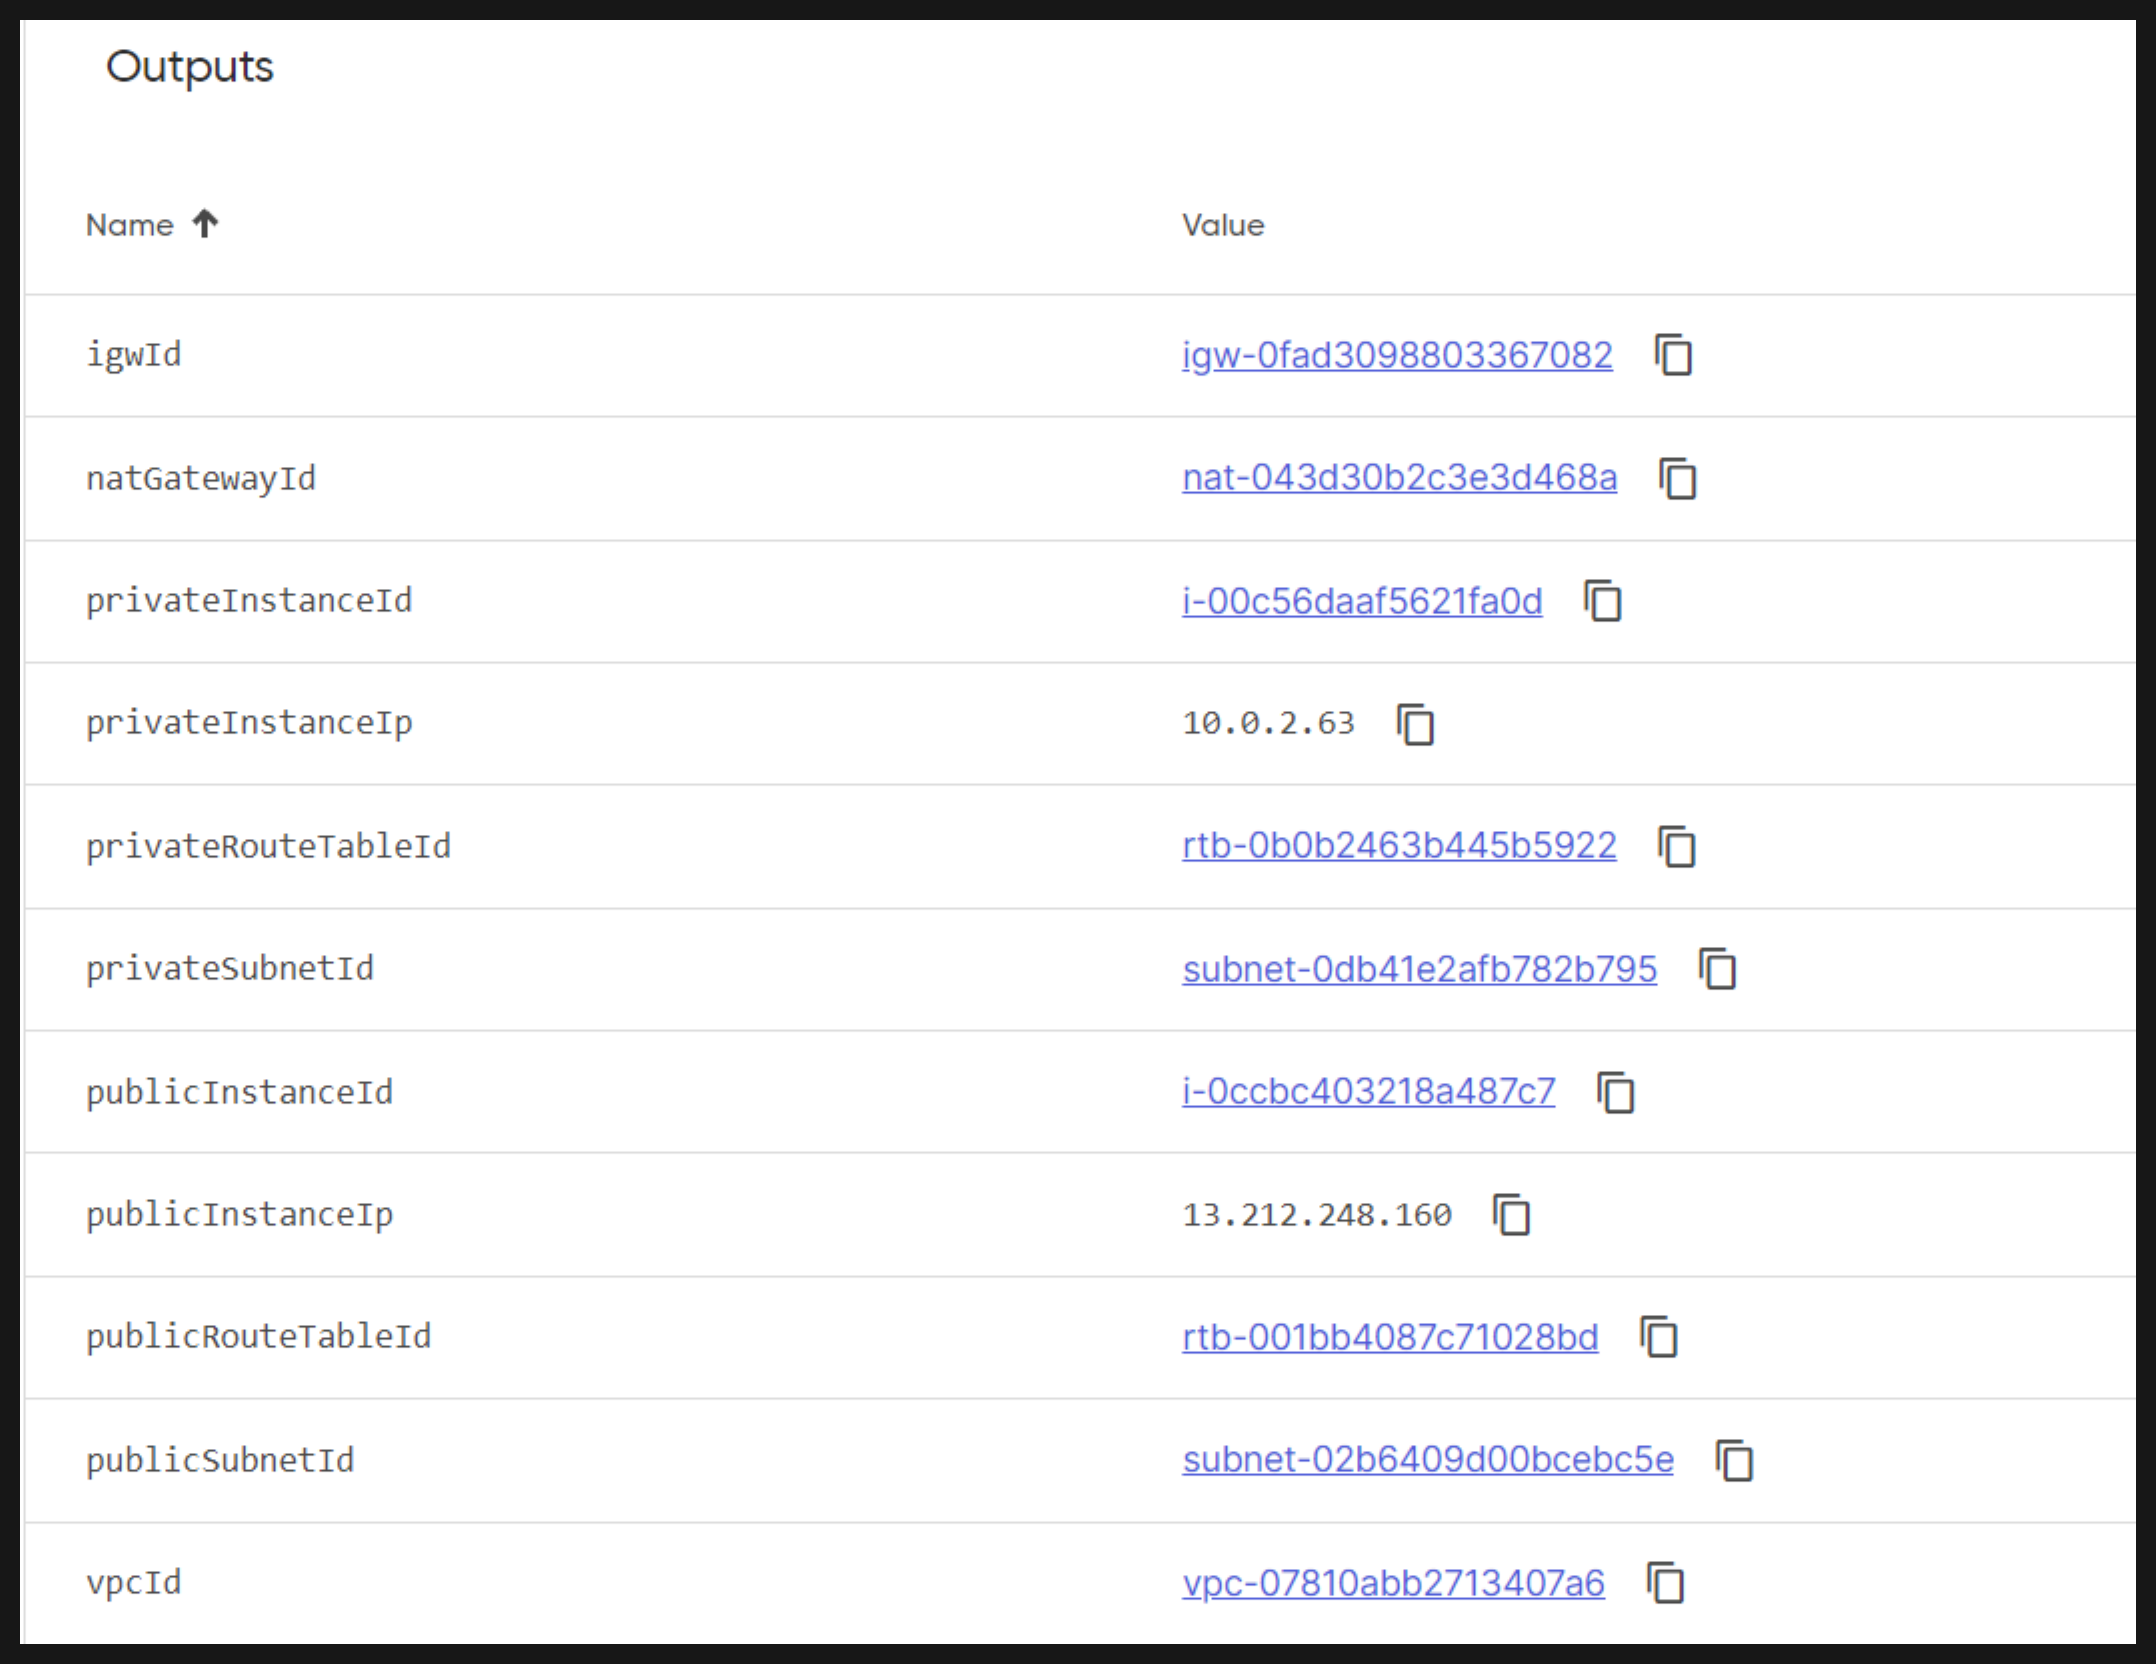 Outputs
Name Value
igwId igw-0fad3098803367082
natGatewayId nat-043d30b2c3e3d468a
privateInstanceId i-00c56daaf5621fa0d
privateInstanceIp 10.0.2.63
privateRouteTableId rtb-0b0b2463b445b5922
privateSubnetId subnet-0db41e2afb782b795
publicInstanceId i-0ccbc403218a487c7
publicInstanceIp 13.212.248.160
publicRouteTableId rtb-001bb4087c71028bd
publicSubnetId subnet-02b6409d00bcebc5e
vpcId vpc-07810abb2713407a6